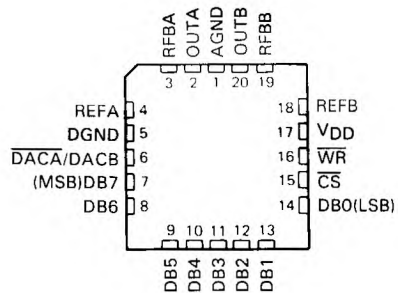 RFBA OUTA AGND OUTB RFBB
3 2 1 20 19
REFA 4
DGND 5
DACA/DACB 6
(MSB)DB7 7
DB6 8
18 REFB
17 VDD
16 WR
15 CS
14 DB0(LSB)
9 10 11 12 13
DB5 DB4 DB3 DB2 DB1